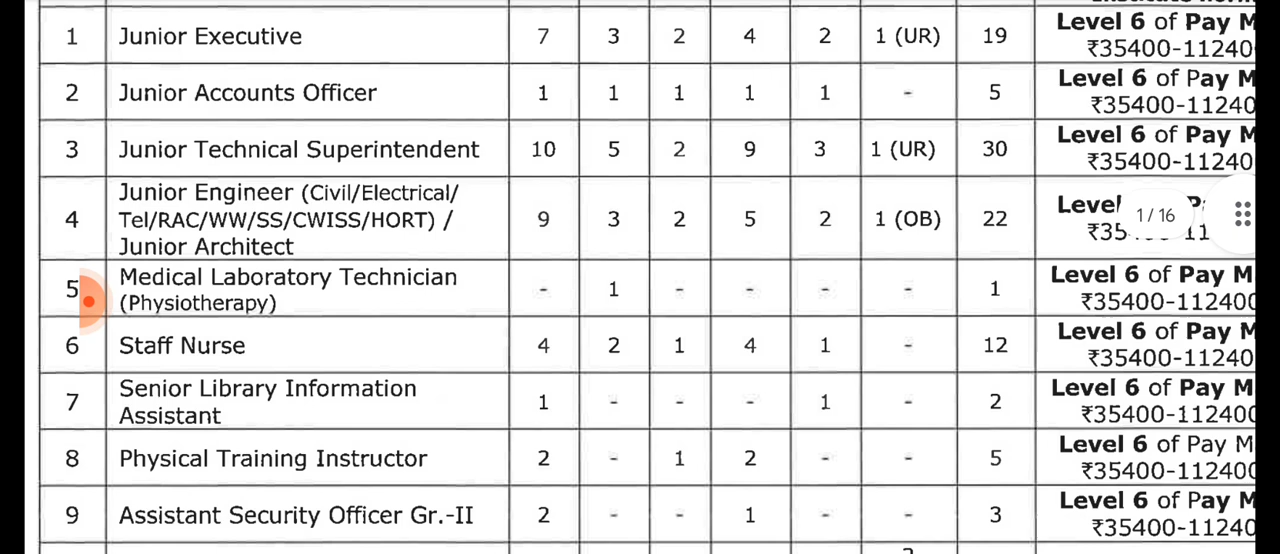 1 Junior Executive 7 3 2 4 2 1 (UR) 19 Level 6 of Pay M
₹35400-11240
2 Junior Accounts Officer 1 1 1 1 1 - 5 Level 6 of Pay M
₹35400-11240
3 Junior Technical Superintendent 10 5 2 9 3 1 (UR) 30 Level 6 of Pay M
₹35400-11240
Junior Engineer (Civil/Electrical/
4 Tel/RAC/WW/SS/CWISS/HORT) / 9 3 2 5 2 1 (OB) 22 Level
1 / 16
Junior Architect
5 Medical Laboratory Technician - 1 - - - - 1 Level 6 of Pay M
(Physiotherapy) ₹35400-112400
6 Staff Nurse 4 2 1 4 1 - 12 Level 6 of Pay M
₹35400-11240
7 Senior Library Information 1 - - - 1 - 2 Level 6 of Pay M
Assistant ₹35400-112400
8 Physical Training Instructor 2 - 1 2 - - 5 Level 6 of Pay M
₹35400-112400
9 Assistant Security Officer Gr.-II 2 - - 1 - - 3 Level 6 of Pay M
₹35400-11240